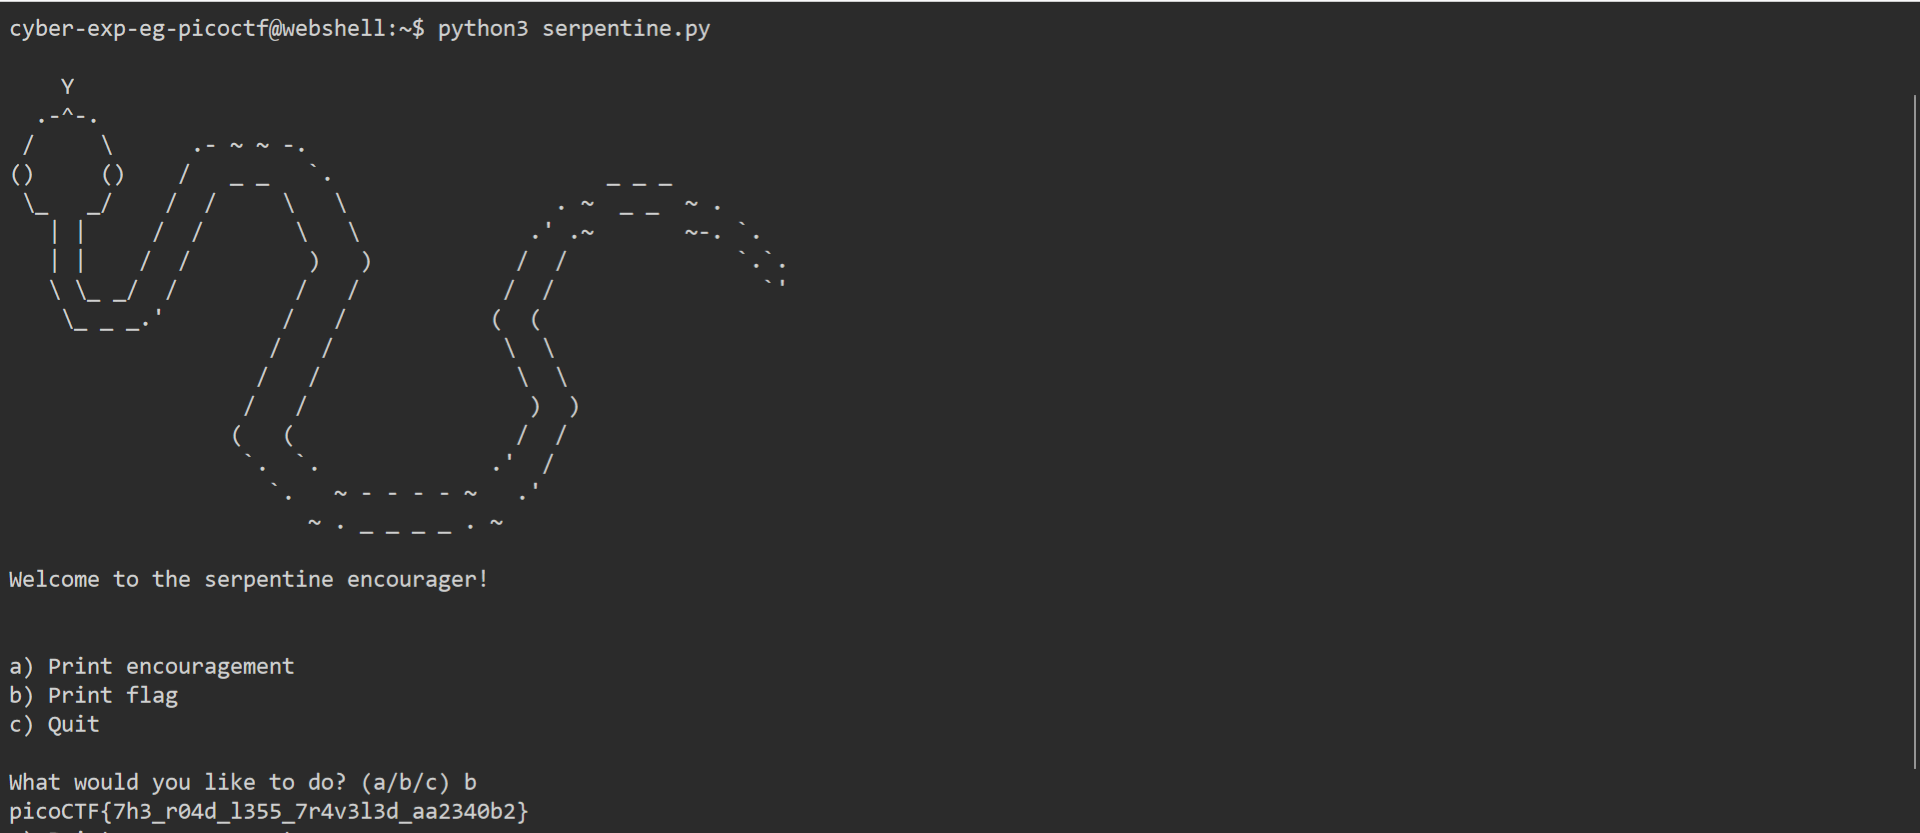 cyber-exp-eg-picoctf@webshell:~$ python3 serpentine.py
Y
Welcome to the serpentine encourager!
a) Print encouragement
b) Print flag
c) Quit
What would you like to do? (a/b/c) b
picoCTF{7h3_r04d_l355_7r4v3l3d_aa2340b2}